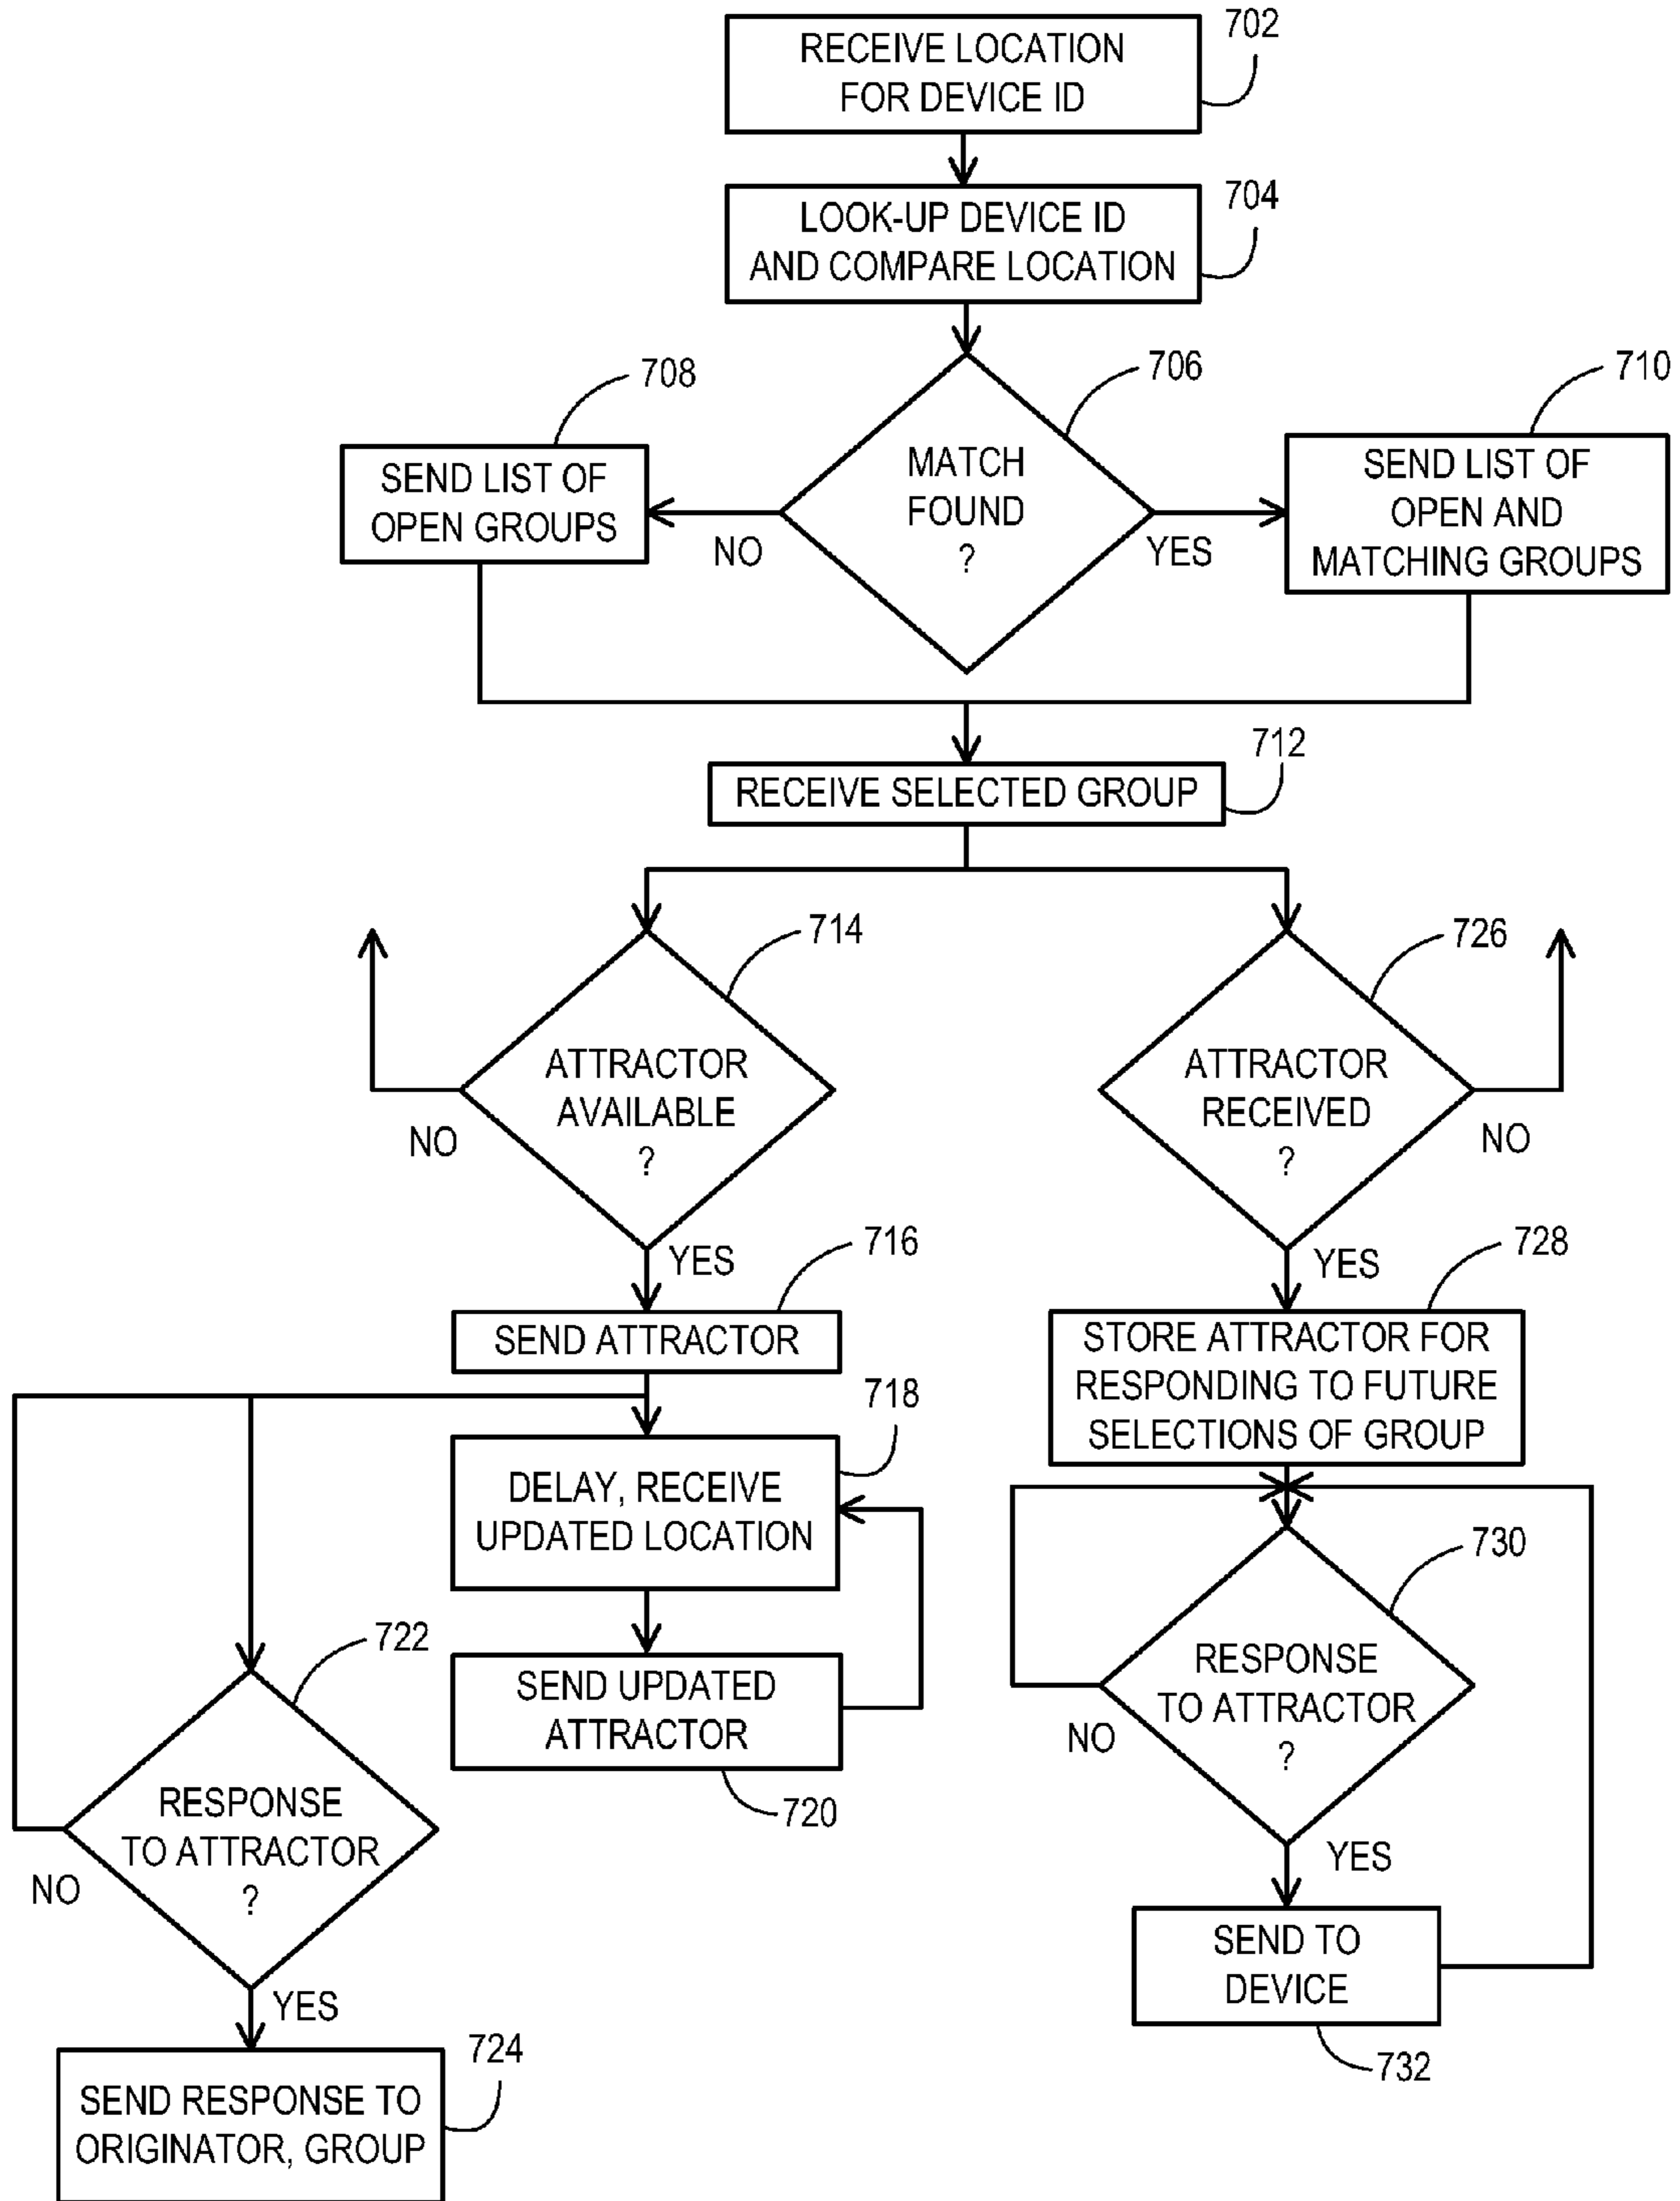 RECEIVE LOCATION
FOR DEVICE ID
702
LOOK-UP DEVICE ID
AND COMPARE LOCATION
704
706
MATCH
FOUND
?
NO
YES
708
SEND LIST OF
OPEN GROUPS
710
SEND LIST OF
OPEN AND
MATCHING GROUPS
712
RECEIVE SELECTED GROUP
714
ATTRACTOR
AVAILABLE
?
NO
YES
716
SEND ATTRACTOR
718
DELAY, RECEIVE
UPDATED LOCATION
SEND UPDATED
ATTRACTOR
720
722
RESPONSE
TO ATTRACTOR
?
NO
YES
724
SEND RESPONSE TO
ORIGINATOR, GROUP
726
ATTRACTOR
RECEIVED
?
NO
YES
728
STORE ATTRACTOR FOR
RESPONDING TO FUTURE
SELECTIONS OF GROUP
730
RESPONSE
TO ATTRACTOR
?
NO
YES
SEND TO
DEVICE
732